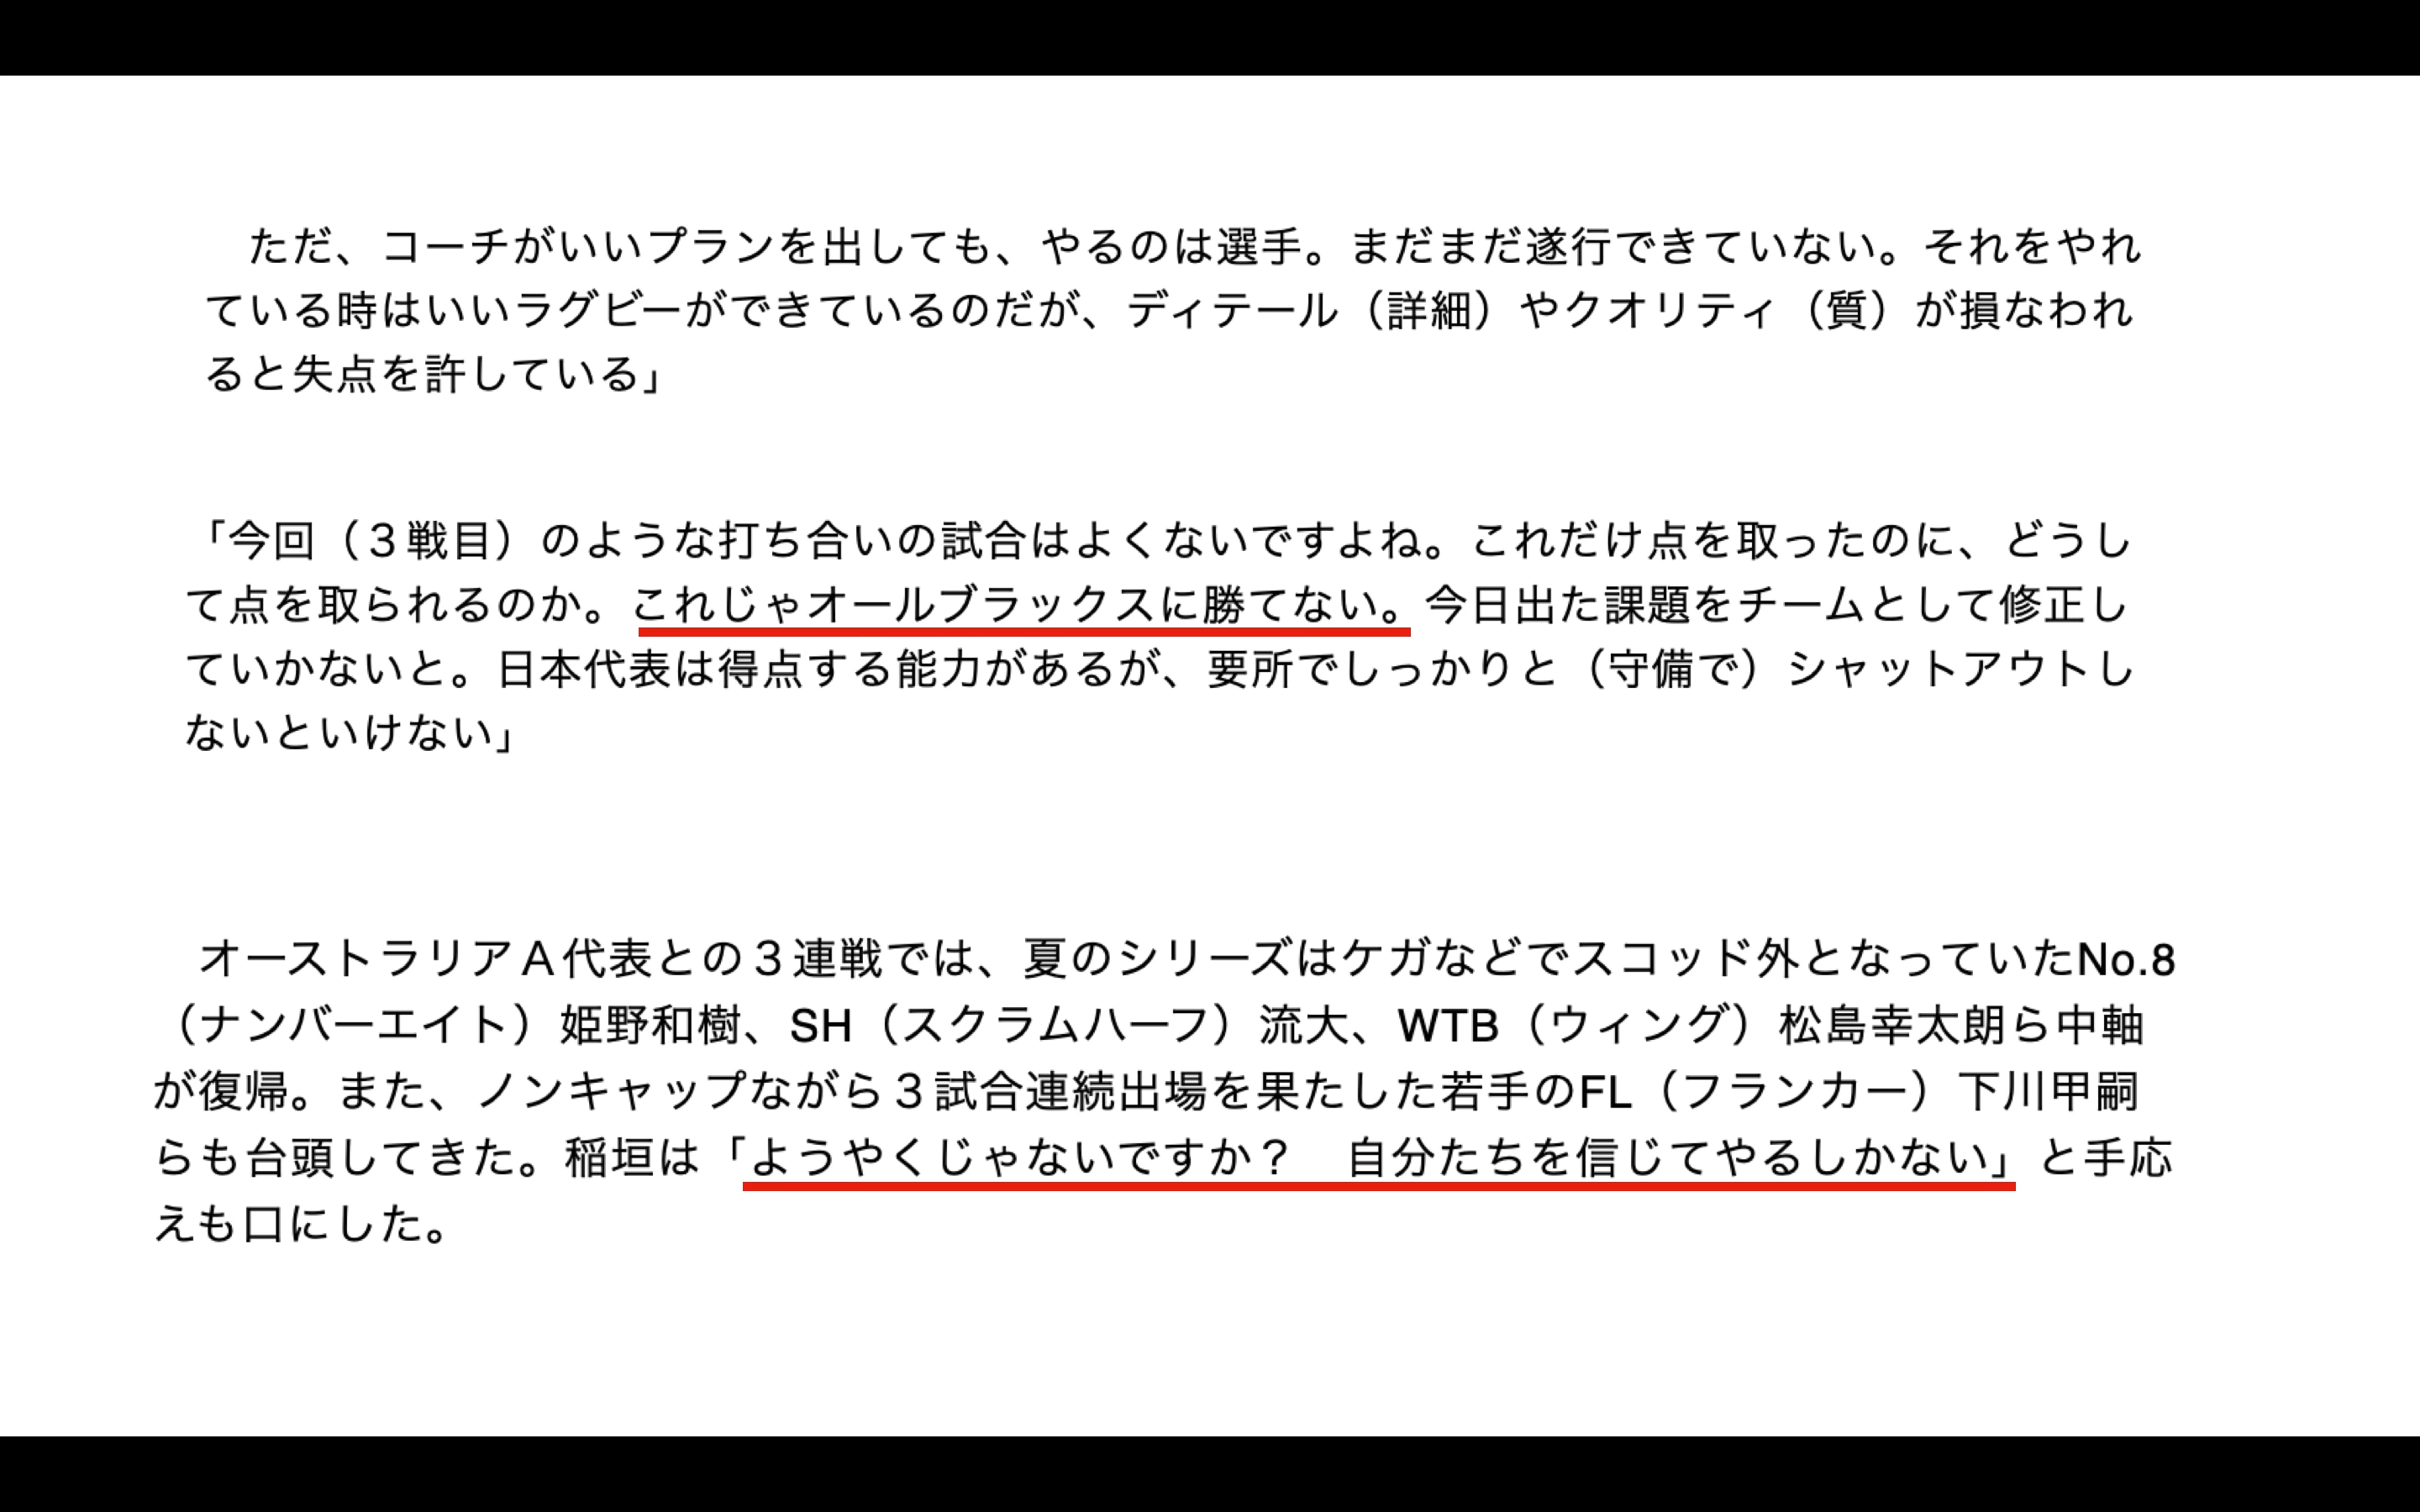 ただ、コーチがいいプランを出しても、やるのは選手。まだまだ遂行できていない。それをやれ
ている時はいいラグビーができているのだが、ディテール（詳細）やクオリティ（質）が損なわれ
ると失点を許している」
「今回（３戦目）のような打ち合いの試合はよくないですよね。これだけ点を取ったのに、どうし
て点を取られるのか。これじゃオールブラックスに勝てない。今日出た課題をチームとして修正し
ていかないと。日本代表は得点する能力があるが、要所でしっかりと（守備で）シャットアウトし
ないといけない」
オーストラリアＡ代表との３連戦では、夏のシリーズはケガなどでスコッド外となっていたNo.8
（ナンバーエイト）姫野和樹、SH（スクラムハーフ）流大、WTB（ウィング）松島幸太朗ら中軸
が復帰。また、ノンキャップながら３試合連続出場を果たした若手のFL（フランカー）下川甲嗣
らも台頭してきた。稲垣は「ようやくじゃないですか？　自分たちを信じてやるしかない」と手応
えも口にした。